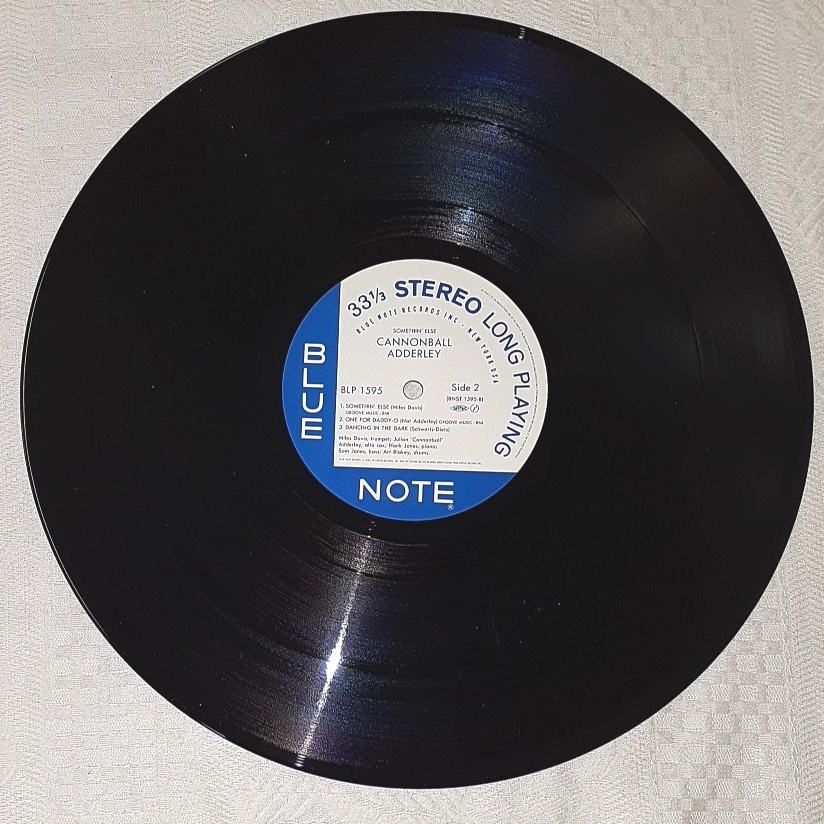 33⅓ STEREO LONG PLAYING
BLUE NOTE RECORDS INC · NEW YORK USA
SOMETHIN' ELSE
CANNONBALL
ADDERLEY
BLP 1595
Side 2
(BNST 1595-B)
1. SOMETHIN' ELSE (Miles Davis)
GROOVE MUSIC-BMI
2. ONE FOR DADDY-O (Nat Adderley) GROOVE MUSIC-BMI
3. DANCING IN THE DARK (Schwartz-Dietz)
Miles Davis, trumpet; Julian "Cannonball"
Adderley, alto sax; Hank Jones, piano;
Sam Jones, bass; Art Blakey, drums.
BLUE
NOTE®